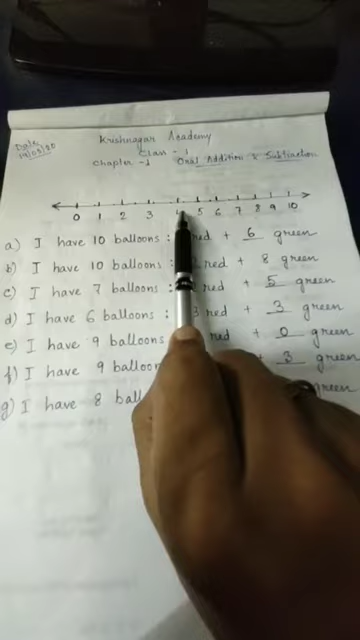 Date
Krishnagar Academy
Class - 1
Chapter - 1 Oral Addition & Subtraction
0 1 2 3 5 6 7 8 9 10
a) I have 10 balloons : red + 6 green
b) I have 10 balloons : red + 8 green
c) I have 7 balloons : red + 5 green
d) I have 6 balloons : 3 red + 3 green
e) I have 9 balloons red + 0 green
f) I have 9 + 3 green
g) I have 8 green